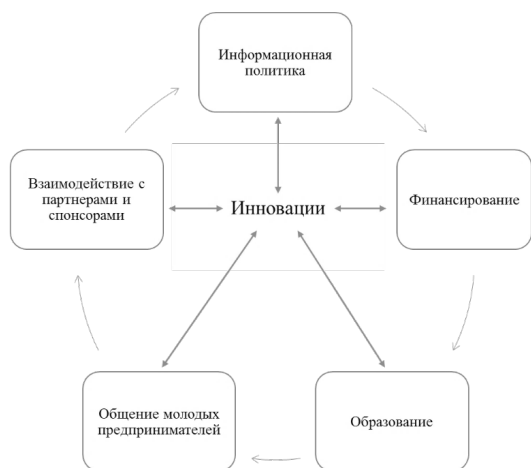 Информационная
политика
Взаимодействие с
партнерами и
спонсорами
Инновации
Финансирование
Общение молодых
предпринимателей
Образование